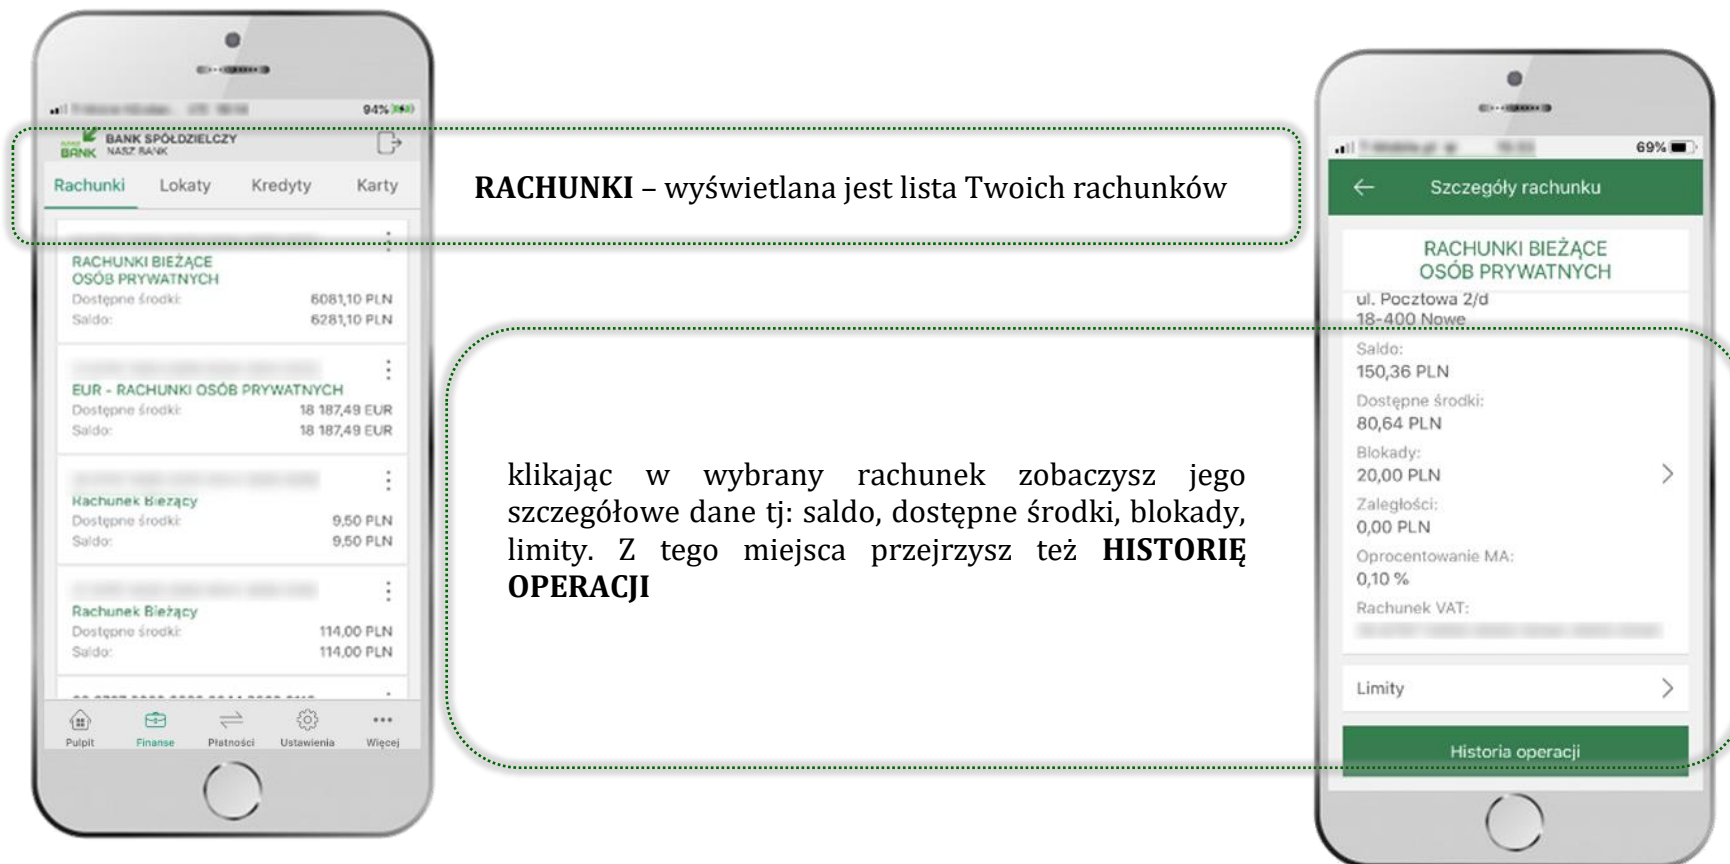 94%
BANK SPÓŁDZIELCZY
BANK NASZ BANK
Rachunki Lokaty Kredyty Karty
RACHUNKI BIEŻĄCE
OSÓB PRYWATNYCH
Dostępne środki: 6081,10 PLN
Saldo: 6281,10 PLN
EUR - RACHUNKI OSÓB PRYWATNYCH
Dostępne środki: 18 187,49 EUR
Saldo: 18 187,49 EUR
Rachunek Bieżący
Dostępne środki: 9,50 PLN
Saldo: 9,50 PLN
Rachunek Bieżący
Dostępne środki: 114,00 PLN
Saldo: 114,00 PLN
Pulpit Finanse Płatności Ustawienia Więcej
RACHUNKI – wyświetlana jest lista Twoich rachunków
klikając w wybrany rachunek zobaczysz jego
szczegółowe dane tj: saldo, dostępne środki, blokady,
limity. Z tego miejsca przejrzysz też HISTORIĘ
OPERACJI
69%
Szczegóły rachunku
RACHUNKI BIEŻĄCE
OSÓB PRYWATNYCH
ul. Pocztowa 2/d
18-400 Nowe
Saldo:
150,36 PLN
Dostępne środki:
80,64 PLN
Blokady:
20,00 PLN
Zaległości:
0,00 PLN
Oprocentowanie MA:
0,10 %
Rachunek VAT:
Limity
Historia operacji